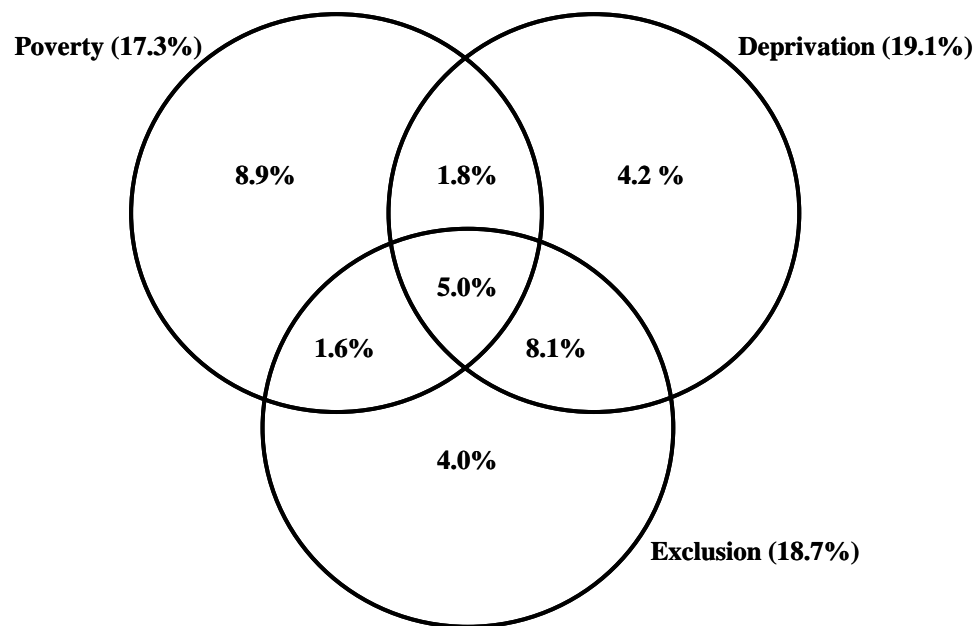 Poverty (17.3%)
Deprivation (19.1%)
8.9%
1.8%
4.2 %
5.0%
1.6%
8.1%
4.0%
Exclusion (18.7%)